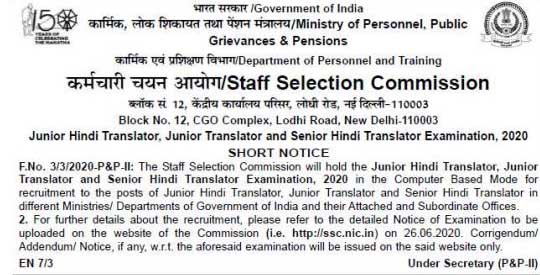 भारत सरकार /Government of India
150 YEARS OF
CELEBRATING
THE MAHATMA
कार्मिक, लोक शिकायत तथा पेंशन मंत्रालय/Ministry of Personnel, Public
Grievances & Pensions
कार्मिक एवं प्रशिक्षण विभाग/Department of Personnel and Training
कर्मचारी चयन आयोग/Staff Selection Commission
ब्लॉक सं. 12, केंद्रीय कार्यालय परिसर, लोधी रोड, नई दिल्ली-110003
Block No. 12, CGO Complex, Lodhi Road, New Delhi-110003
Junior Hindi Translator, Junior Translator and Senior Hindi Translator Examination, 2020
SHORT NOTICE
F.No. 3/3/2020-P&P-II: The Staff Selection Commission will hold the Junior Hindi Translator, Junior
Translator and Senior Hindi Translator Examination, 2020 in the Computer Based Mode for
recruitment to the posts of Junior Hindi Translator, Junior Translator and Senior Hindi Translator in
different Ministries/ Departments of Government of India and their Attached and Subordinate Offices.
2. For further details about the recruitment, please refer to the detailed Notice of Examination to be
uploaded on the website of the Commission (i.e. http://ssc.nic.in) on 26.06.2020. Corrigendum/
Addendum/ Notice, if any, w.r.t. the aforesaid examination will be issued on the said website only.
EN 7/3
Under Secretary (P&P-II)